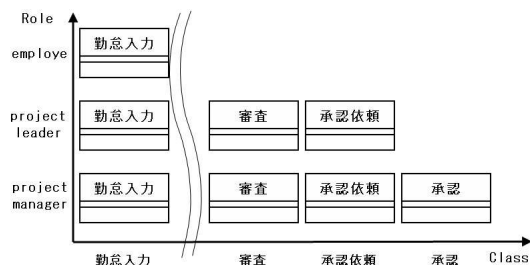 Role
employe
勤怠入力
project
leader
勤怠入力
審査
承認依頼
project
manager
勤怠入力
審査
承認依頼
承認
勤怠入力
審査
承認依頼
承認
Class